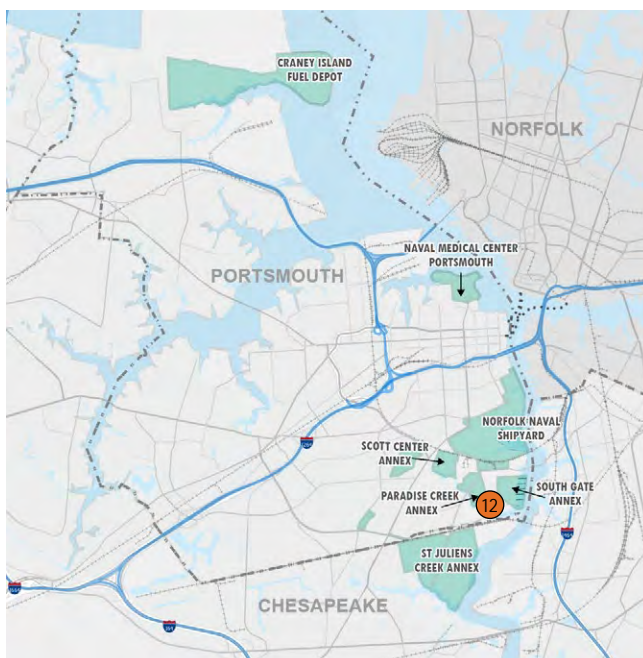 CRANEY ISLAND
FUEL DEPOT
NORFOLK
NAVAL MEDICAL CENTER
PORTSMOUTH
PORTSMOUTH
NORFOLK NAVAL
SHIPYARD
SCOTT CENTER
ANNEX
PARADISE CREEK
ANNEX
12
SOUTH GATE
ANNEX
ST JULIENS
CREEK ANNEX
CHESAPEAKE